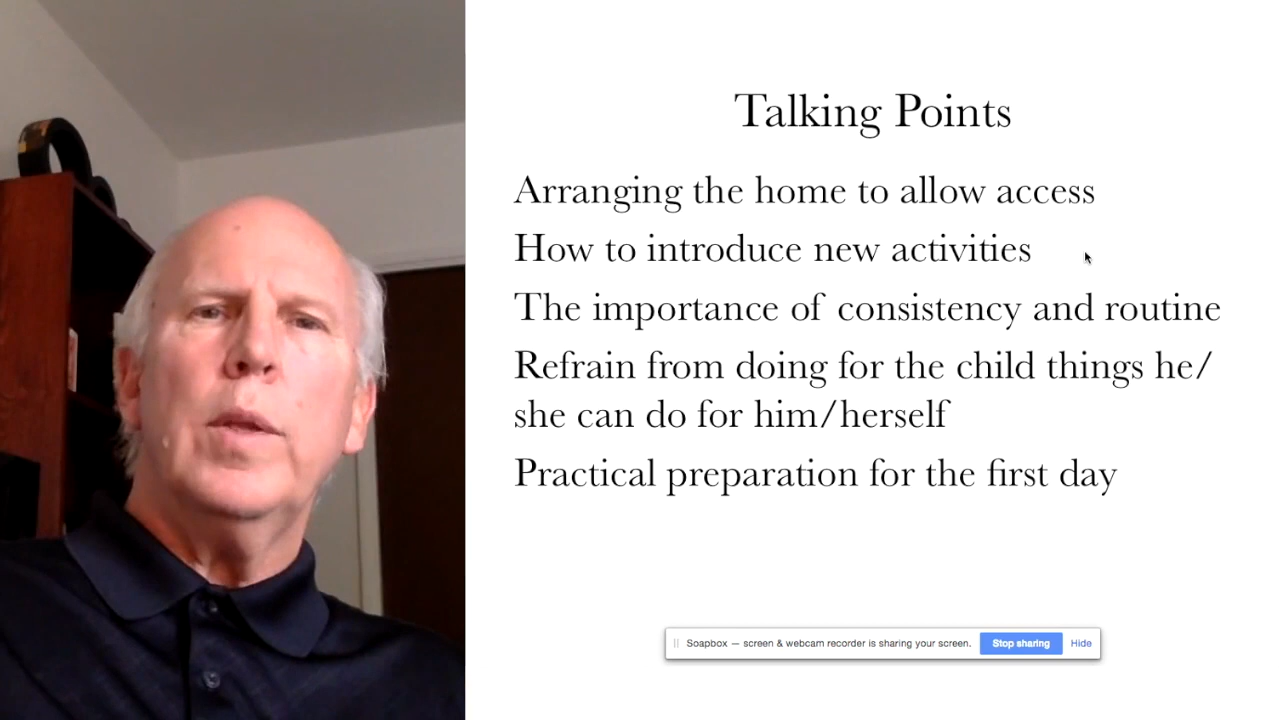 Talking Points
Arranging the home to allow access
How to introduce new activities
The importance of consistency and routine
Refrain from doing for the child things he/
she can do for him/herself
Practical preparation for the first day
Soapbox — screen & webcam recorder is sharing your screen. Stop sharing Hide